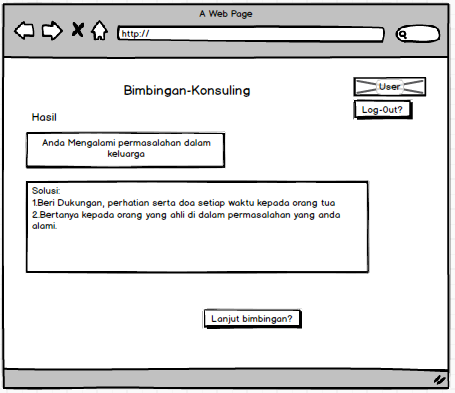 A Web Page
http://
Bimbingan-Konsuling
User
Log-Out?
Hasil
Anda Mengalami permasalahan dalam
keluarga
Solusi:
1.Beri Dukungan, perhatian serta doa setiap waktu kepada orang tua
2.Bertanya kepada orang yang ahli di dalam permasalahan yang anda
alami.
Lanjut bimbingan?